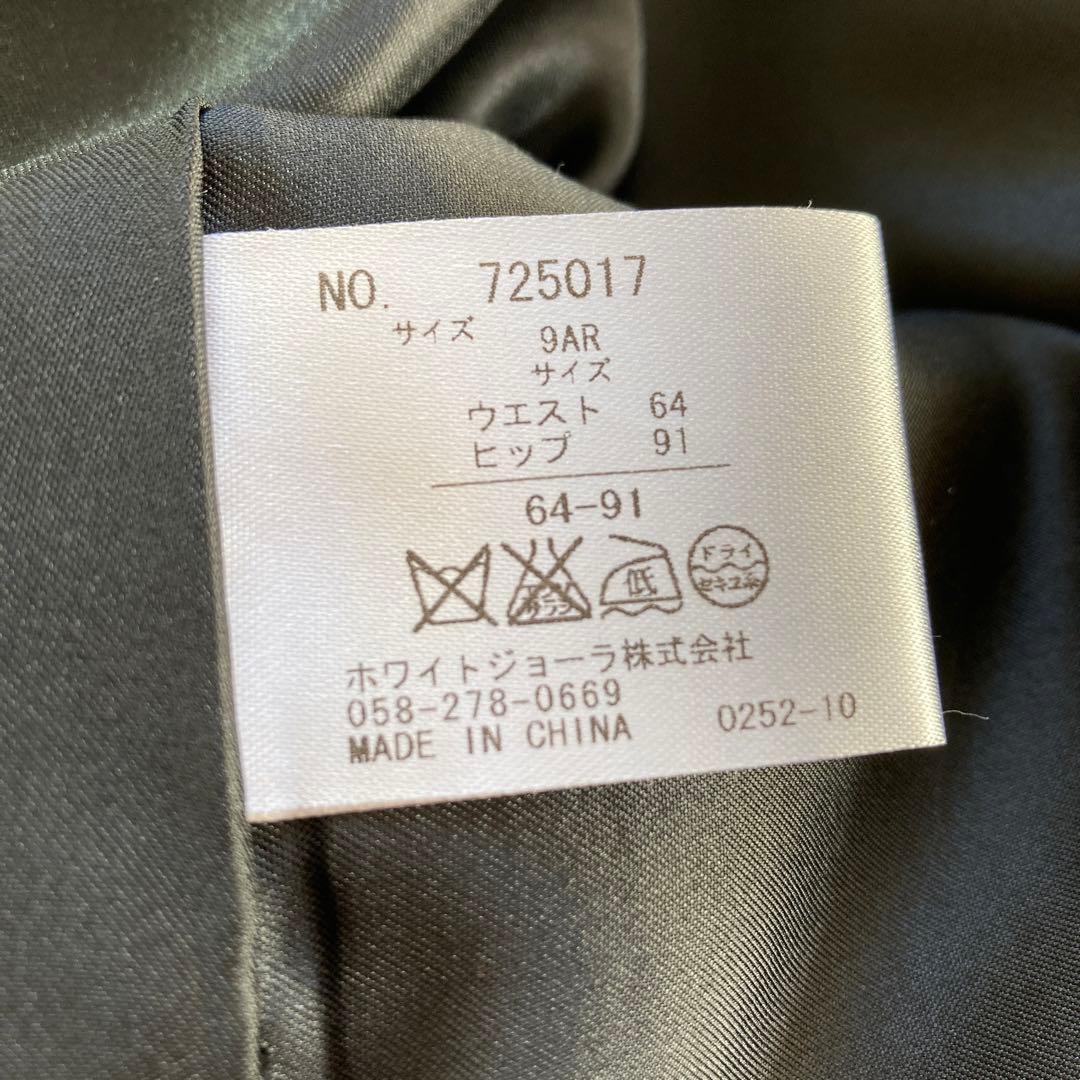 NO. 725017
サイズ 9AR
サイズ
ウエスト 64
ヒップ 91
64-91
低 ドライ セキユ系
ホワイトジョーラ株式会社
058-278-0669
MADE IN CHINA 0252-10